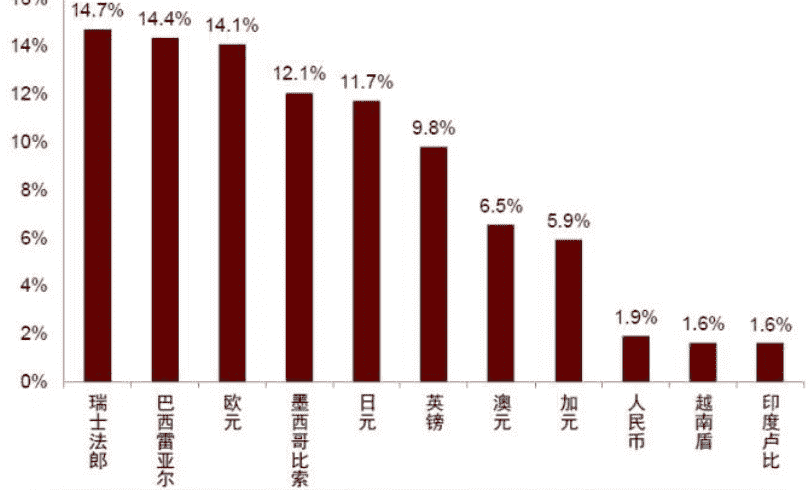 16%
14%
12%
10%
8%
6%
4%
2%
0%
14.7%
14.4%
14.1%
12.1%
11.7%
9.8%
6.5%
5.9%
1.9%
1.6%
1.6%
瑞士法郎
巴西雷亚尔
欧元
墨西哥比索
日元
英镑
澳元
加元
人民币
越南盾
印度卢比